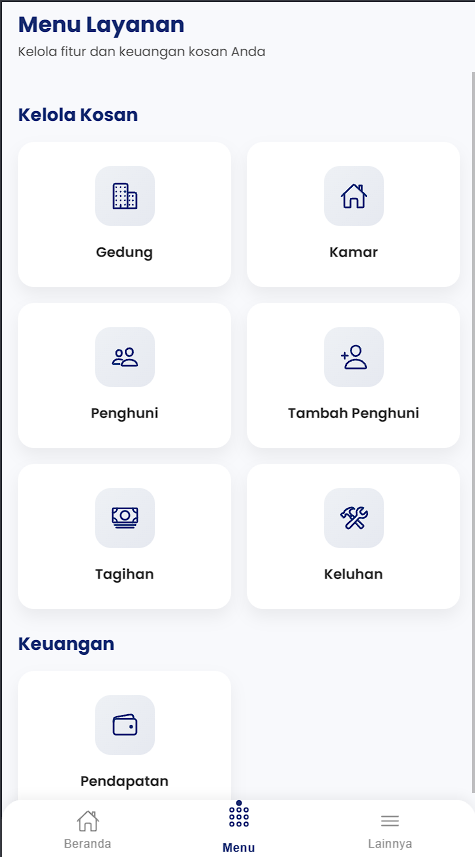 Menu Layanan
Kelola fitur dan keuangan kosan Anda
Kelola Kosan
Gedung
Kamar
Penghuni
Tambah Penghuni
Tagihan
Keluhan
Keuangan
Pendapatan
Beranda
Menu
Lainnya